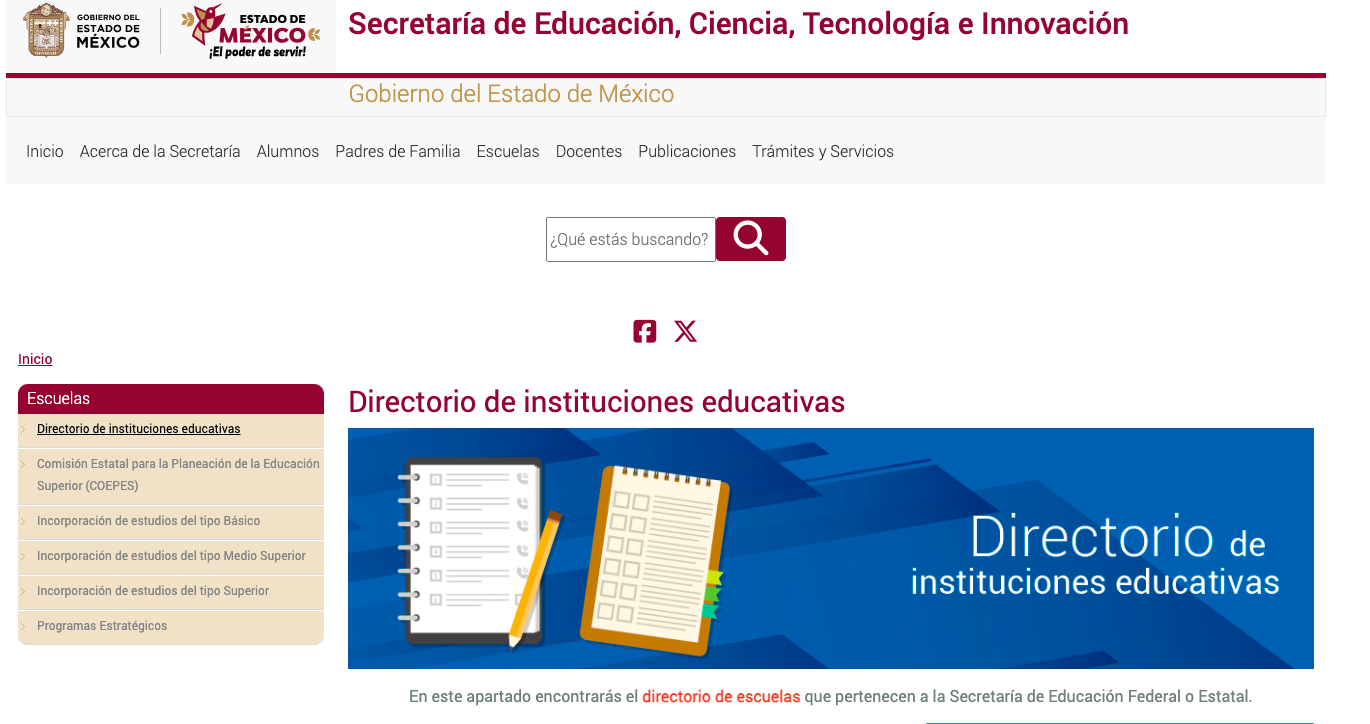 GOBIERNO DEL
ESTADO DE
MÉXICO
ESTADO DE
MÉXICO
¡El poder de servir!
Secretaría de Educación, Ciencia, Tecnología e Innovación
Gobierno del Estado de México
Inicio Acerca de la Secretaría Alumnos Padres de Familia Escuelas Docentes Publicaciones Trámites y Servicios
¿Qué estás buscando?
Inicio
Escuelas
Directorio de instituciones educativas
Comisión Estatal para la Planeación de la Educación
Superior (COEPES)
Incorporación de estudios del tipo Básico
Incorporación de estudios del tipo Medio Superior
Incorporación de estudios del tipo Superior
Programas Estratégicos
Directorio de instituciones educativas
Directorio de
instituciones educativas
En este apartado encontrarás el directorio de escuelas que pertenecen a la Secretaría de Educación Federal o Estatal.